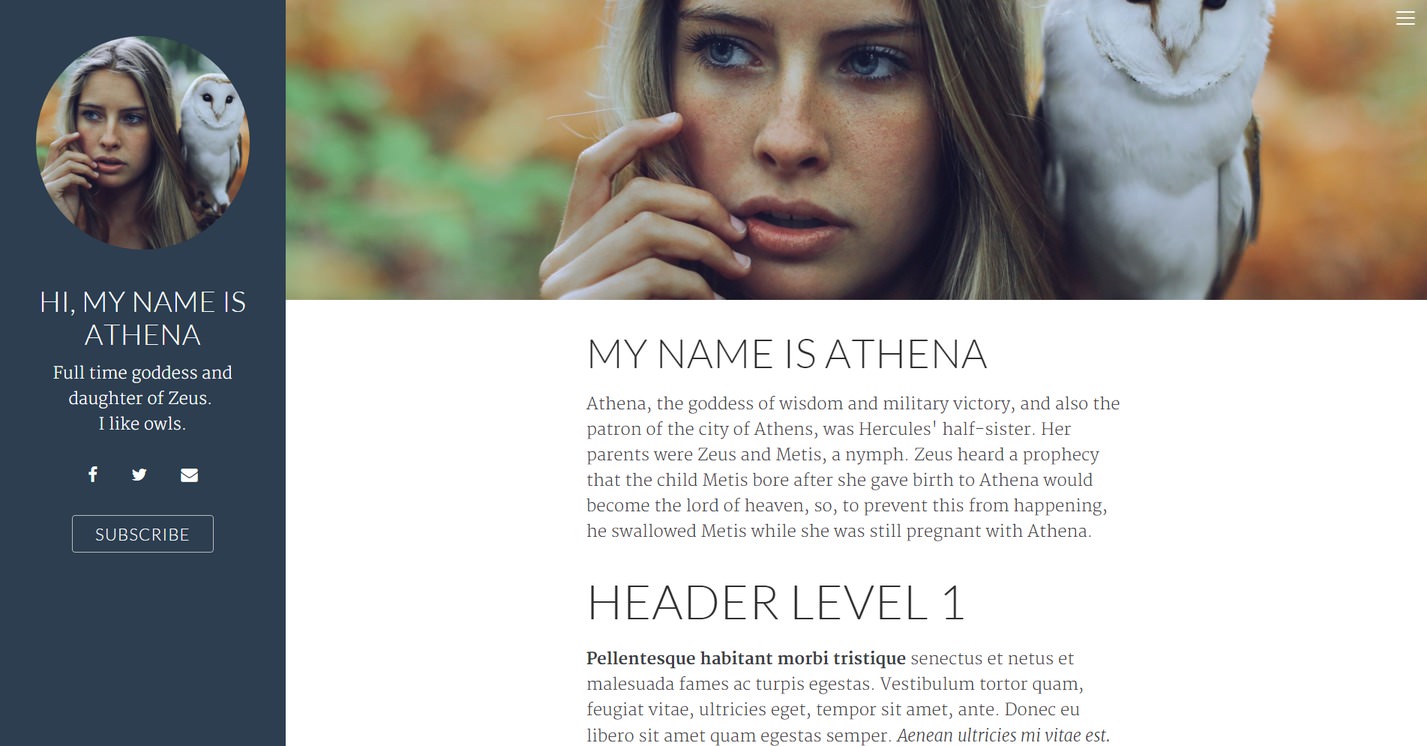 HI, MY NAME IS
ATHENA
Full time goddess and
daughter of Zeus.
I like owls.
SUBSCRIBE
MY NAME IS ATHENA
Athena, the goddess of wisdom and military victory, and also the
patron of the city of Athens, was Hercules' half-sister. Her
parents were Zeus and Metis, a nymph. Zeus heard a prophecy
that the child Metis bore after she gave birth to Athena would
become the lord of heaven, so, to prevent this from happening,
he swallowed Metis while she was still pregnant with Athena.
HEADER LEVEL 1
Pellentesque habitant morbi tristique senectus et netus et
malesuada fames ac turpis egestas. Vestibulum tortor quam,
feugiat vitae, ultricies eget, tempor sit amet, ante. Donec eu
libero sit amet quam egestas semper. Aenean ultricies mi vitae est.